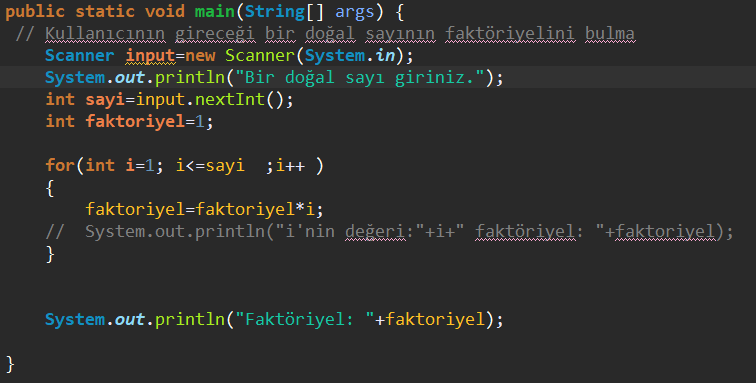 public static void main(String[] args) {
// Kullanıcının gireceği bir doğal sayının faktöriyelini bulma
Scanner input=new Scanner(System.in);
System.out.println("Bir doğal sayı giriniz.");
int sayi=input.nextInt();
int faktoriyel=1;
for(int i=1; i<=sayi  ;i++ )
{
faktoriyel=faktoriyel*i;
//  System.out.println("i'nin değeri:"+i+" faktöriyel: "+faktoriyel);
}
System.out.println("Faktöriyel: "+faktoriyel);
}